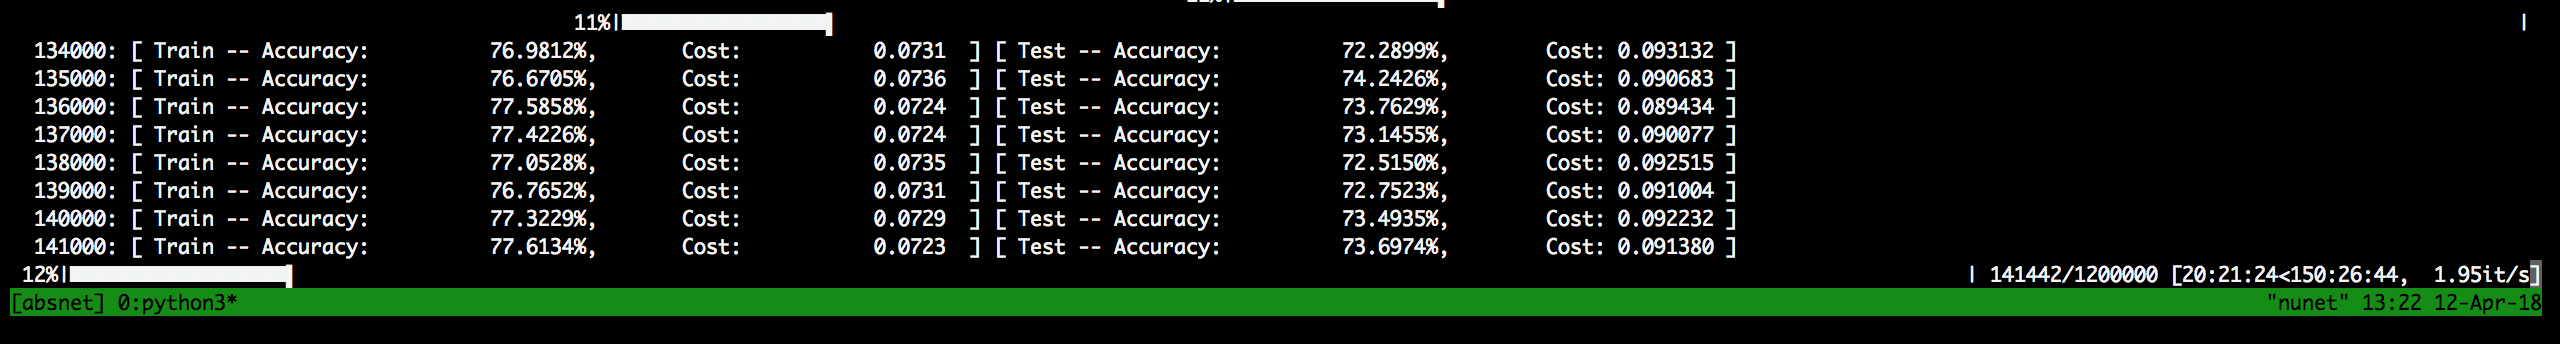 11%|
134000: [ Train -- Accuracy: 76.9812%, Cost: 0.0731 ] [ Test -- Accuracy: 72.2899%, Cost: 0.093132 ]
135000: [ Train -- Accuracy: 76.6705%, Cost: 0.0736 ] [ Test -- Accuracy: 74.2426%, Cost: 0.090683 ]
136000: [ Train -- Accuracy: 77.5858%, Cost: 0.0724 ] [ Test -- Accuracy: 73.7629%, Cost: 0.089434 ]
137000: [ Train -- Accuracy: 77.4226%, Cost: 0.0724 ] [ Test -- Accuracy: 73.1455%, Cost: 0.090077 ]
138000: [ Train -- Accuracy: 77.0528%, Cost: 0.0735 ] [ Test -- Accuracy: 72.5150%, Cost: 0.092515 ]
139000: [ Train -- Accuracy: 76.7652%, Cost: 0.0731 ] [ Test -- Accuracy: 72.7523%, Cost: 0.091004 ]
140000: [ Train -- Accuracy: 77.3229%, Cost: 0.0729 ] [ Test -- Accuracy: 73.4935%, Cost: 0.092232 ]
141000: [ Train -- Accuracy: 77.6134%, Cost: 0.0723 ] [ Test -- Accuracy: 73.6974%, Cost: 0.091380 ]
12%| | 141442/1200000 [20:21:24<150:26:44, 1.95it/s]
[absnet] 0:python3* "nunet" 13:22 12-Apr-18